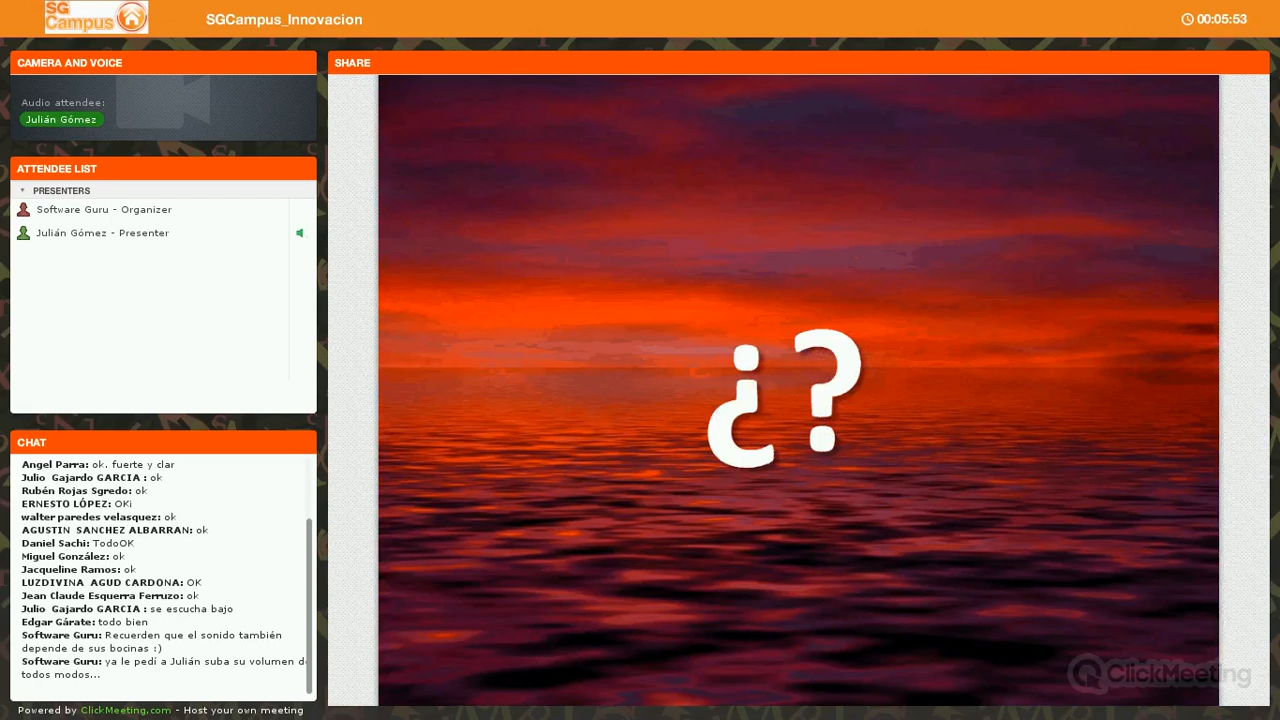 SG
Campus
SGCampus_Innovacion
00:05:53
CAMERA AND VOICE
Audio attendee:
Julián Gómez
ATTENDEE LIST
PRESENTERS
Software Guru - Organizer
Julián Gómez - Presenter
CHAT
Angel Parra: ok. fuerte y clar
Julio Gajardo GARCIA : ok
Rubén Rojas Sgredo: ok
ERNESTO LÓPEZ: OKi
walter paredes velasquez: ok
AGUSTIN SANCHEZ ALBARRAN: ok
Daniel Sachi: TodoOK
Miguel González: ok
Jacqueline Ramos: ok
LUZDIVINA AGUD CARDONA: OK
Jean Claude Esquerra Ferruzo: ok
Julio Gajardo GARCIA : se escucha bajo
Edgar Gárate: todo bien
Software Guru: Recuerden que el sonido también
depende de sus bocinas :)
Software Guru: ya le pedí a Julián suba su volumen d
todos modos...
Powered by ClickMeeting.com - Host your own meeting
SHARE
¿?
ClickMeeting